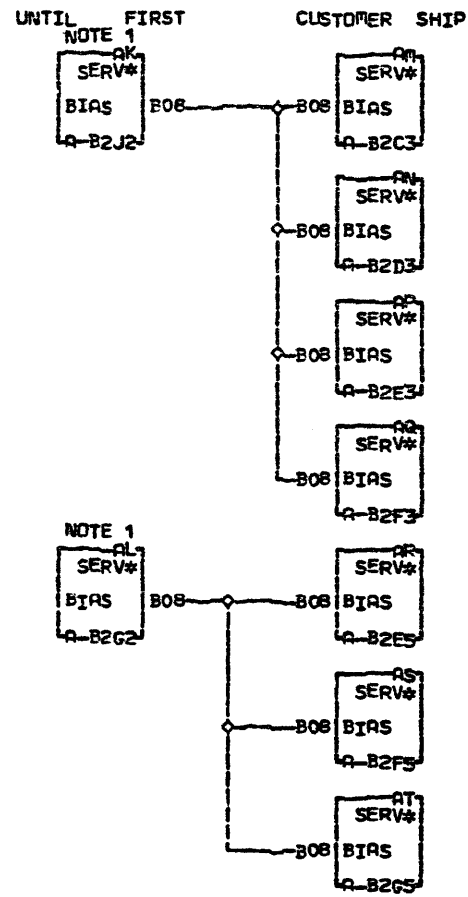 UNTIL FIRST CUSTOMER SHIP
NOTE 1
AK
SERV*
BIAS B08
A-B2J2
B08
AM
SERV*
BIAS
A-B2C3
AN
SERV*
B08 BIAS
A-B2D3
AP
SERV*
B08 BIAS
A-B2E3
AQ
SERV*
B08 BIAS
A-B2F3
NOTE 1
AL
SERV*
BIAS B08
A-B2G2
AR
SERV*
B08 BIAS
A-B2E5
AS
SERV*
B08 BIAS
A-B2F5
AT
SERV*
B08 BIAS
A-B2G5